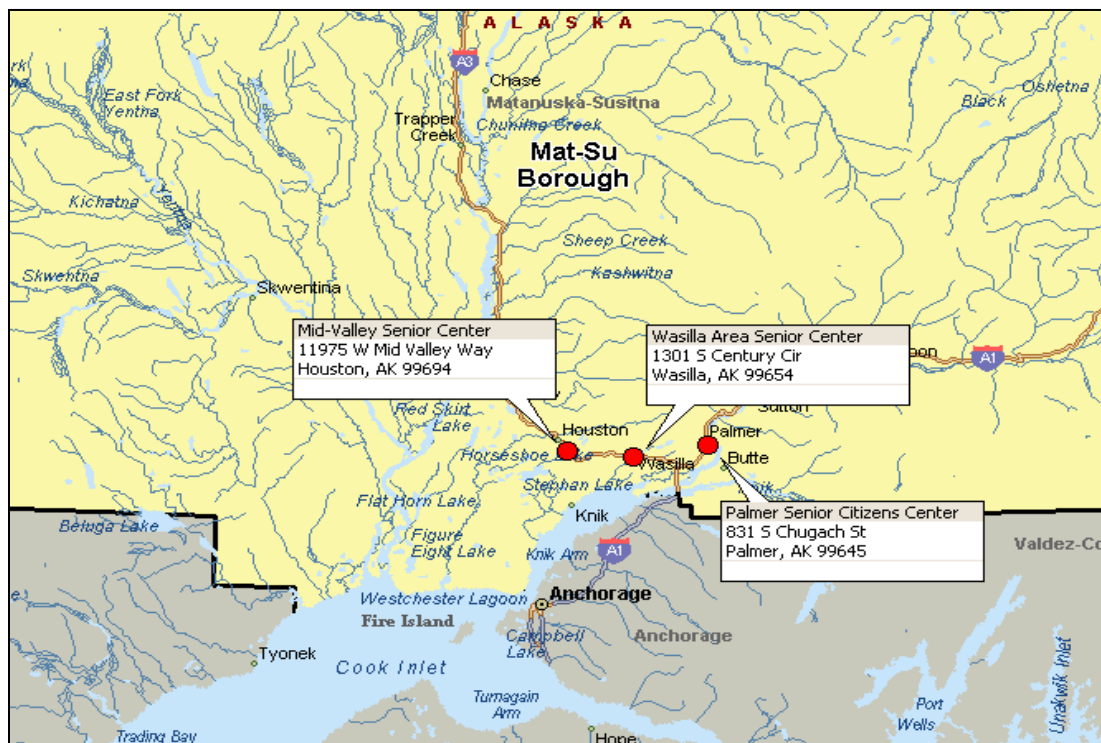 ALASKA
A3
Chase
Matanuska-Susitna
Chunilna Creek
Trapper
Creek
Mat-Su
Borough
East Fork
Yentna
Black
Oshetna
Kichatna
Yentna
Skwentna
Skwentina
Sheep Creek
Kashwitna
Mid-Valley Senior Center
11975 W Mid Valley Way
Houston, AK 99694
Wasilla Area Senior Center
1301 S Century Cir
Wasilla, AK 99654
A1
Sutton
Red Skirt
Lake
Houston
Palmer
Horseshoe Lake
Wasilla
Butte
Stephan Lake
Knik
Flat Horn Lake
Knik
Palmer Senior Citizens Center
831 S Chugach St
Palmer, AK 99645
Beluga Lake
Figure
Eight Lake
Knik Arm
A1
Valdez-Co
Westchester Lagoon
Anchorage
Fire Island
Campbell
Lake
Anchorage
Tyonek
Cook Inlet
Turnagain
Arm
Port
Wells
Unakwik Inlet
Trading Bay
Hope